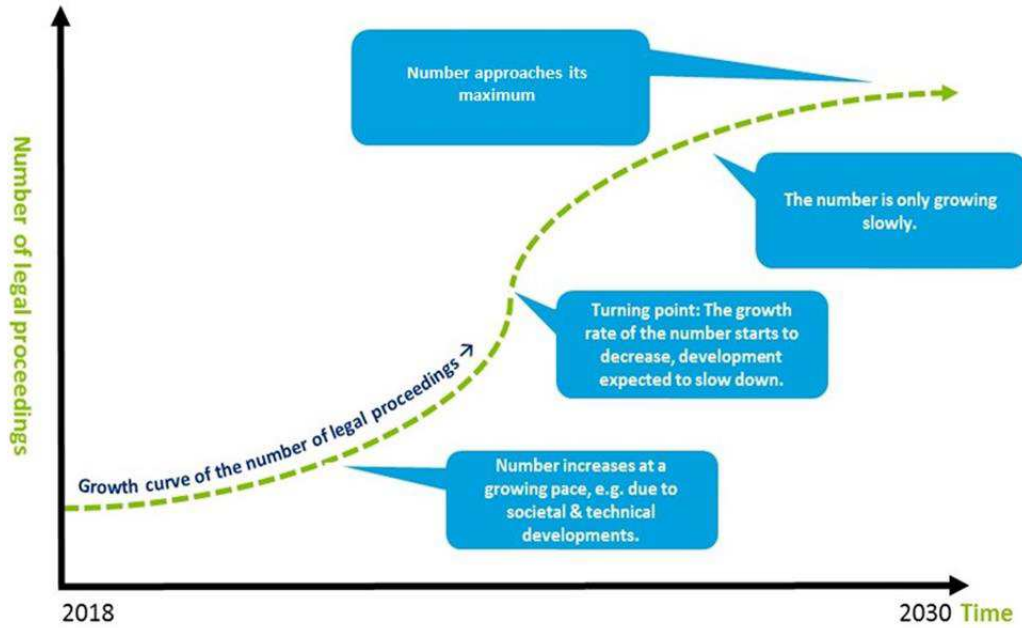 Number approaches its
maximum
The number is only growing
slowly.
Number of legal proceedings
Turning point: The growth
rate of the number starts to
decrease, development
expected to slow down.
Growth curve of the number of legal proceedings →
Number increases at a
growing pace, e.g. due to
societal & technical
developments.
2018
2030 Time